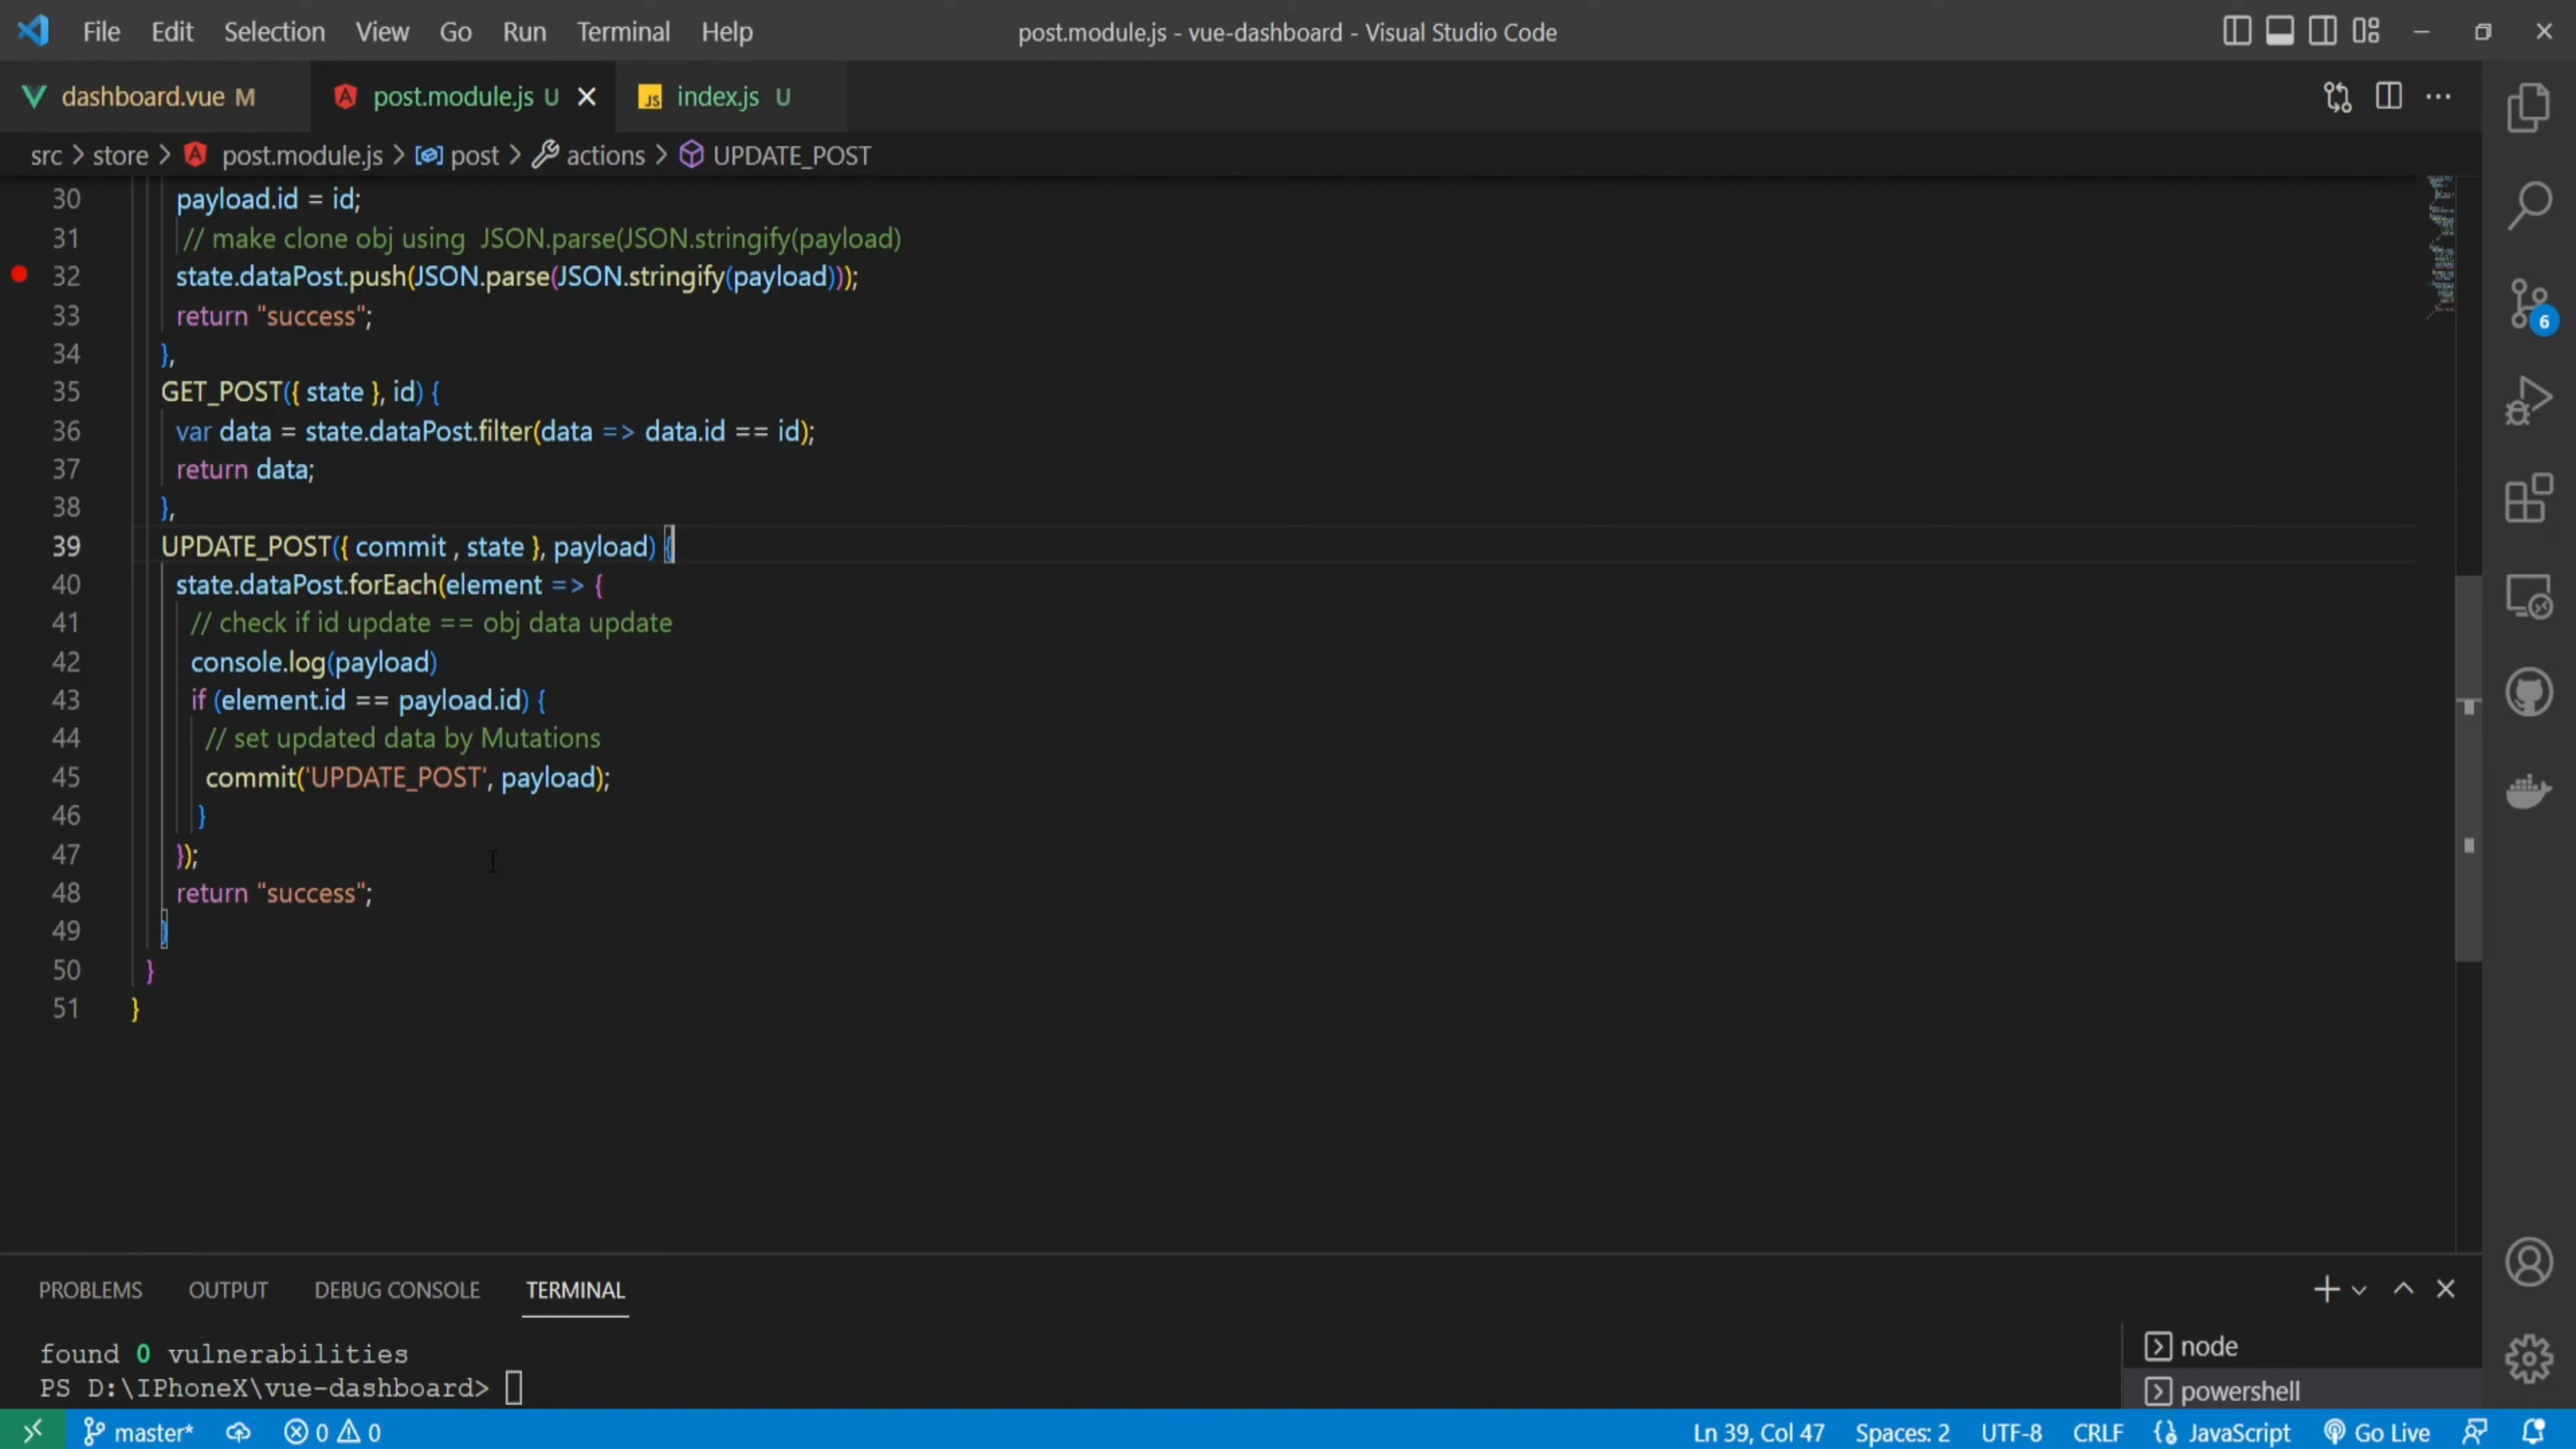 File Edit Selection View Go Run Terminal Help
post.module.js - vue-dashboard - Visual Studio Code
dashboard.vue M
post.module.js U
JS index.js U
src > store > post.module.js > post > actions > UPDATE_POST
30 payload.id = id;
31 // make clone obj using  JSON.parse(JSON.stringify(payload)
32 state.dataPost.push(JSON.parse(JSON.stringify(payload)));
33 return "success";
34 },
35 GET_POST({ state }, id) {
36 var data = state.dataPost.filter(data => data.id == id);
37 return data;
38 },
39 UPDATE_POST({ commit , state }, payload) {
40 state.dataPost.forEach(element => {
41 // check if id update == obj data update
42 console.log(payload)
43 if (element.id == payload.id) {
44 // set updated data by Mutations
45 commit('UPDATE_POST', payload);
46 }
47 });
48 return "success";
49 }
50 }
51 }
6
PROBLEMS OUTPUT DEBUG CONSOLE TERMINAL
found 0 vulnerabilities
PS D:\IPhoneX\vue-dashboard>
node
powershell
master* 0 0 Ln 39, Col 47 Spaces: 2 UTF-8 CRLF JavaScript Go Live